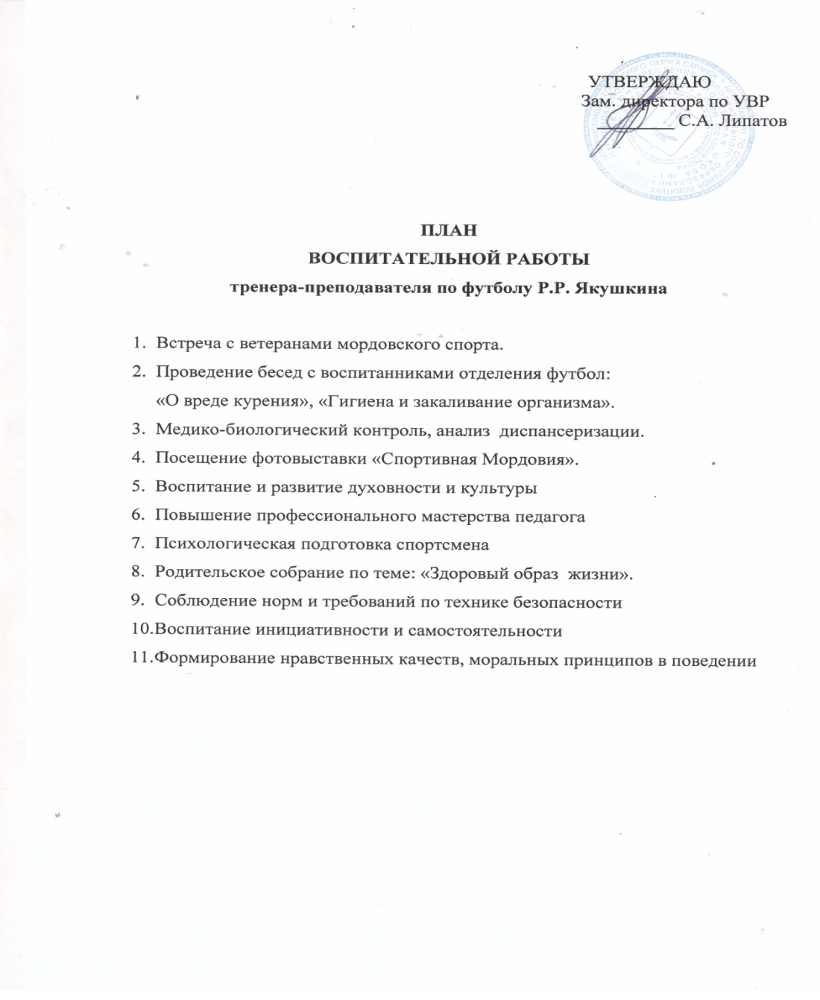 УТВЕРЖДАЮ
Зам. директора по УВР
_________ С.А. Липатов
ПЛАН
ВОСПИТАТЕЛЬНОЙ РАБОТЫ
тренера-преподавателя по футболу Р.Р. Якушкина
1. Встреча с ветеранами мордовского спорта.
2. Проведение бесед с воспитанниками отделения футбол:
«О вреде курения», «Гигиена и закаливание организма».
3. Медико-биологический контроль, анализ  диспансеризации.
4. Посещение фотовыставки «Спортивная Мордовия».
5. Воспитание и развитие духовности и культуры
6. Повышение профессионального мастерства педагога
7. Психологическая подготовка спортсмена
8. Родительское собрание по теме: «Здоровый образ  жизни».
9. Соблюдение норм и требований по технике безопасности
10.Воспитание инициативности и самостоятельности
11.Формирование нравственных качеств, моральных принципов в поведении